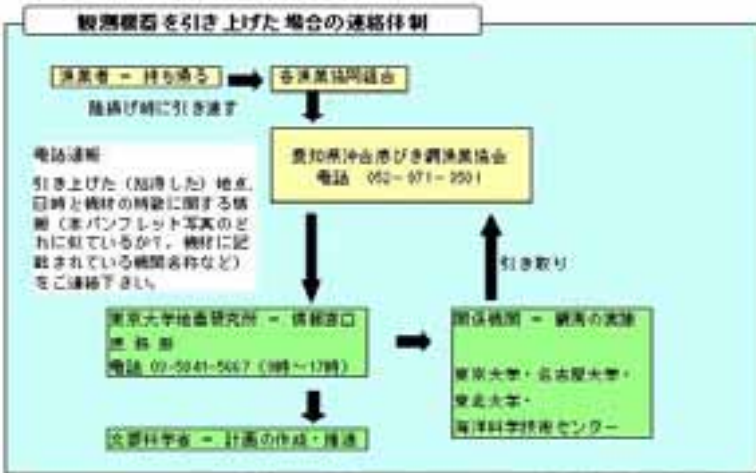 観測機器を引き上げた場合の連絡体制
漁業者 = 持ち帰る
各漁業協同組合
陸揚げ時に引き渡す
愛知県沖合底びき網漁業協会
電話
電話連絡
引き上げた（拾得した）地点、
日時と機材の特徴に関する情
報（本パンフレット写真のど
れに似ているか?、機材に記
載されている機関名称など）
をご連絡下さい。
引き取り
東京大学地震研究所 = 情報窓口
電話 （9時～17時）
関係機関 = 観測の実施
東京大学・名古屋大学・
東北大学・
海洋科学技術センター
文部科学省 = 計画の作成・推進